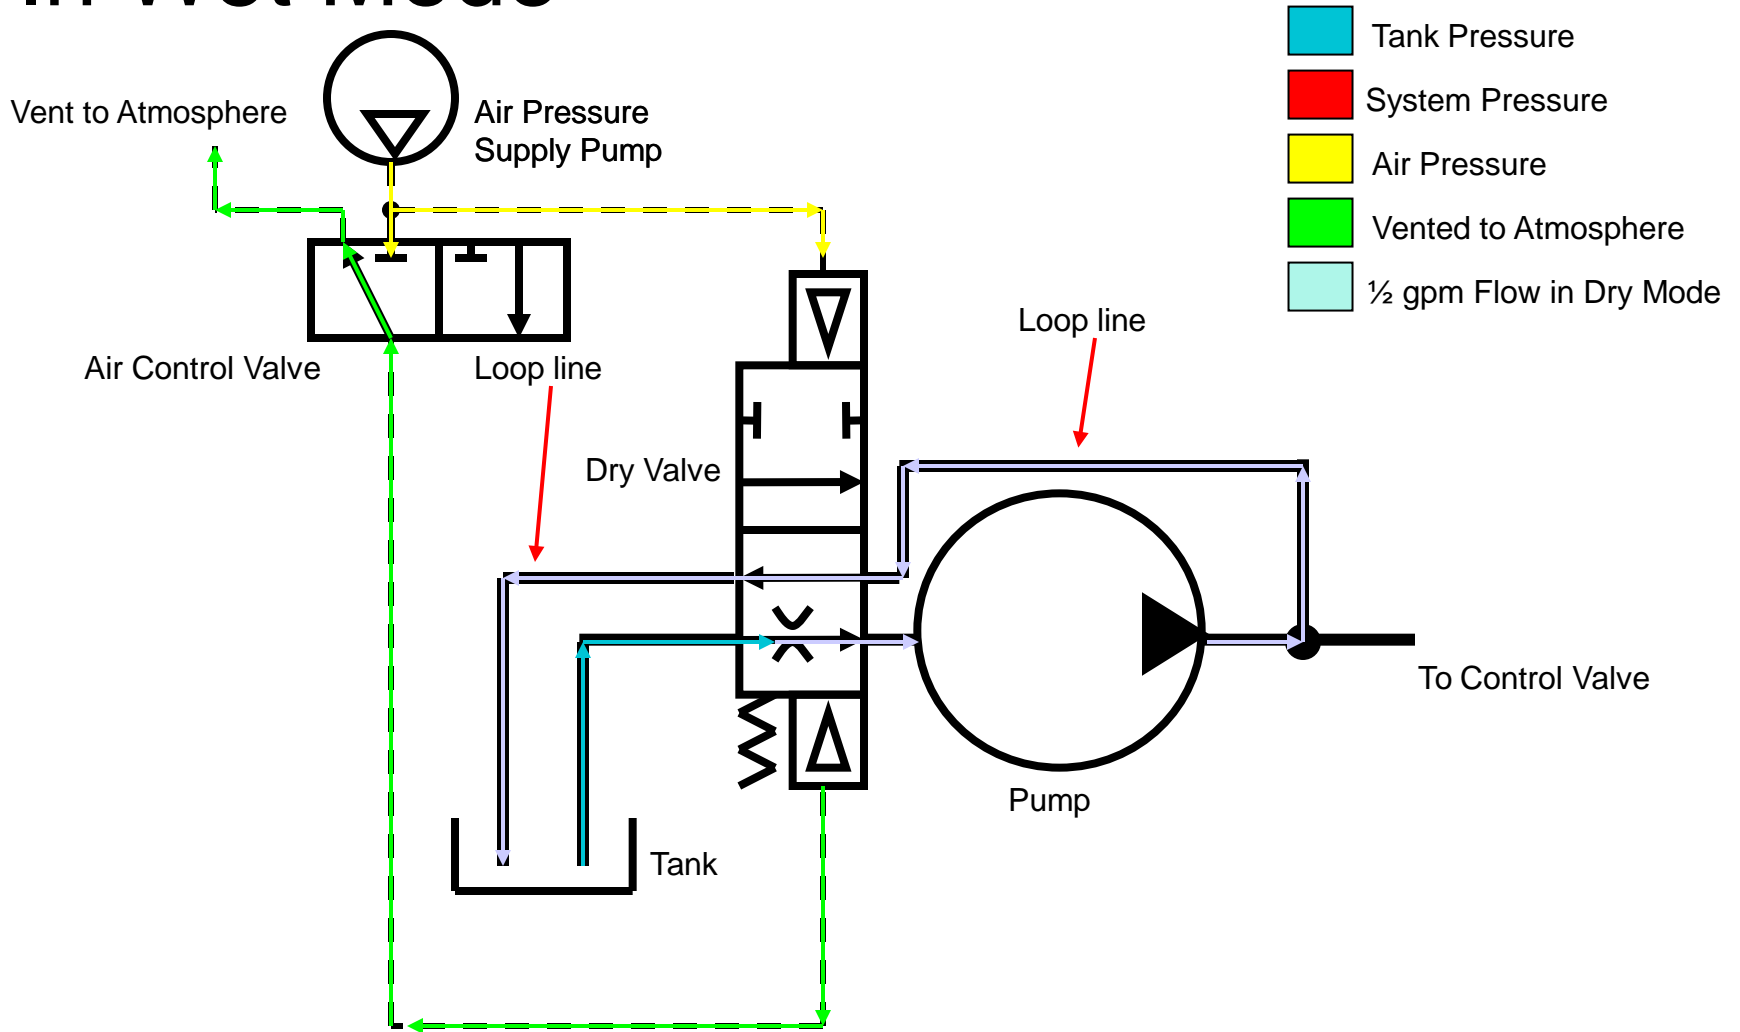 Tank Pressure
System Pressure
Air Pressure
Vented to Atmosphere
½ gpm Flow in Dry Mode
Vent to Atmosphere
Air Pressure
Supply Pump
Air Control Valve
Loop line
Loop line
Dry Valve
To Control Valve
Pump
Tank